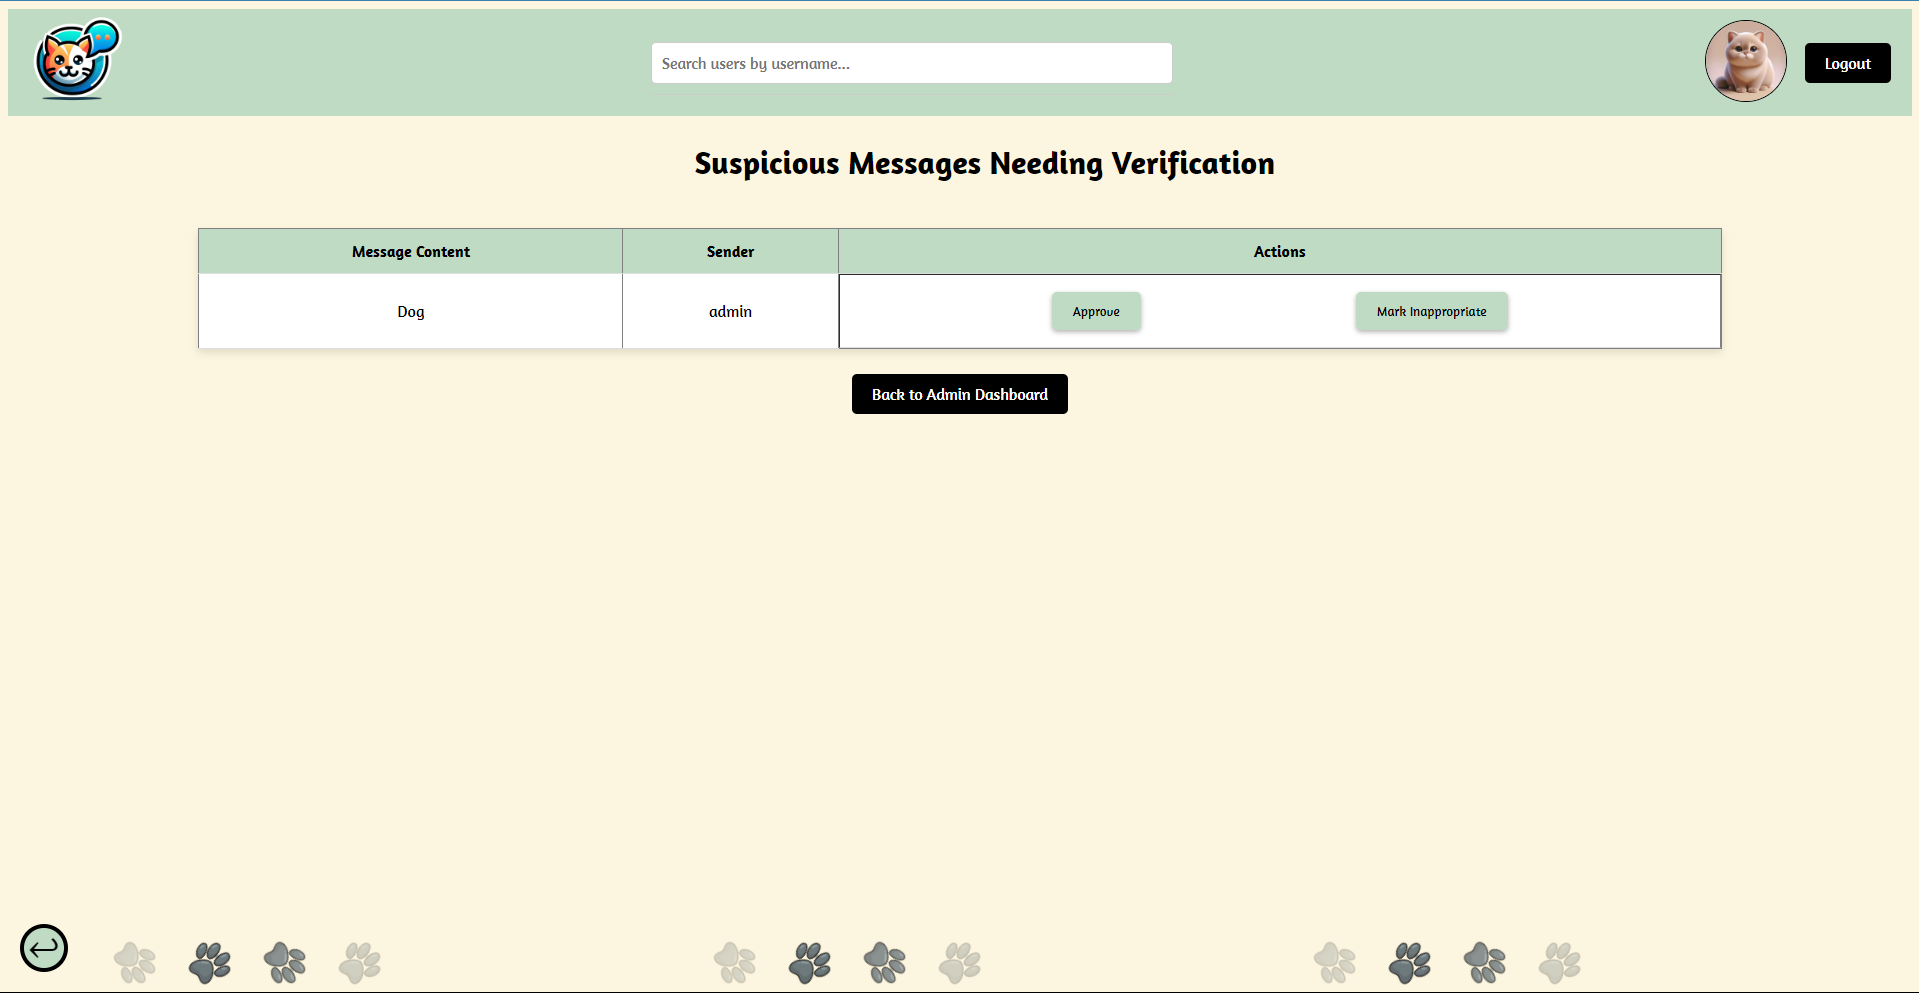 Search users by username...
Logout
Suspicious Messages Needing Verification
Message Content Sender Actions
Dog admin Approve Mark Inappropriate
Back to Admin Dashboard